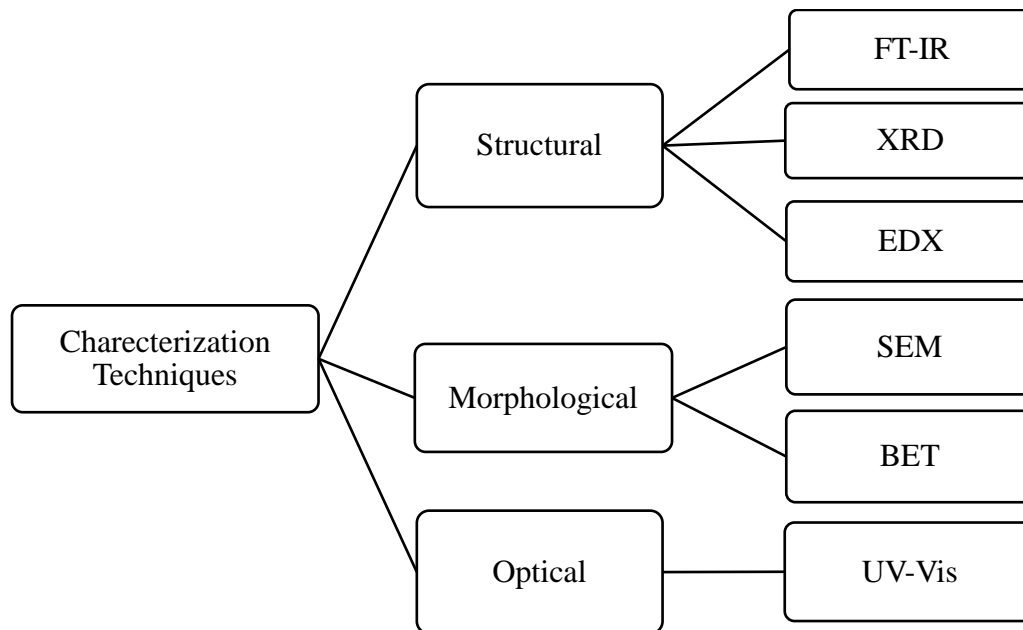 Charecterization
Techniques
Structural
FT-IR
XRD
EDX
Morphological
SEM
BET
Optical
UV-Vis